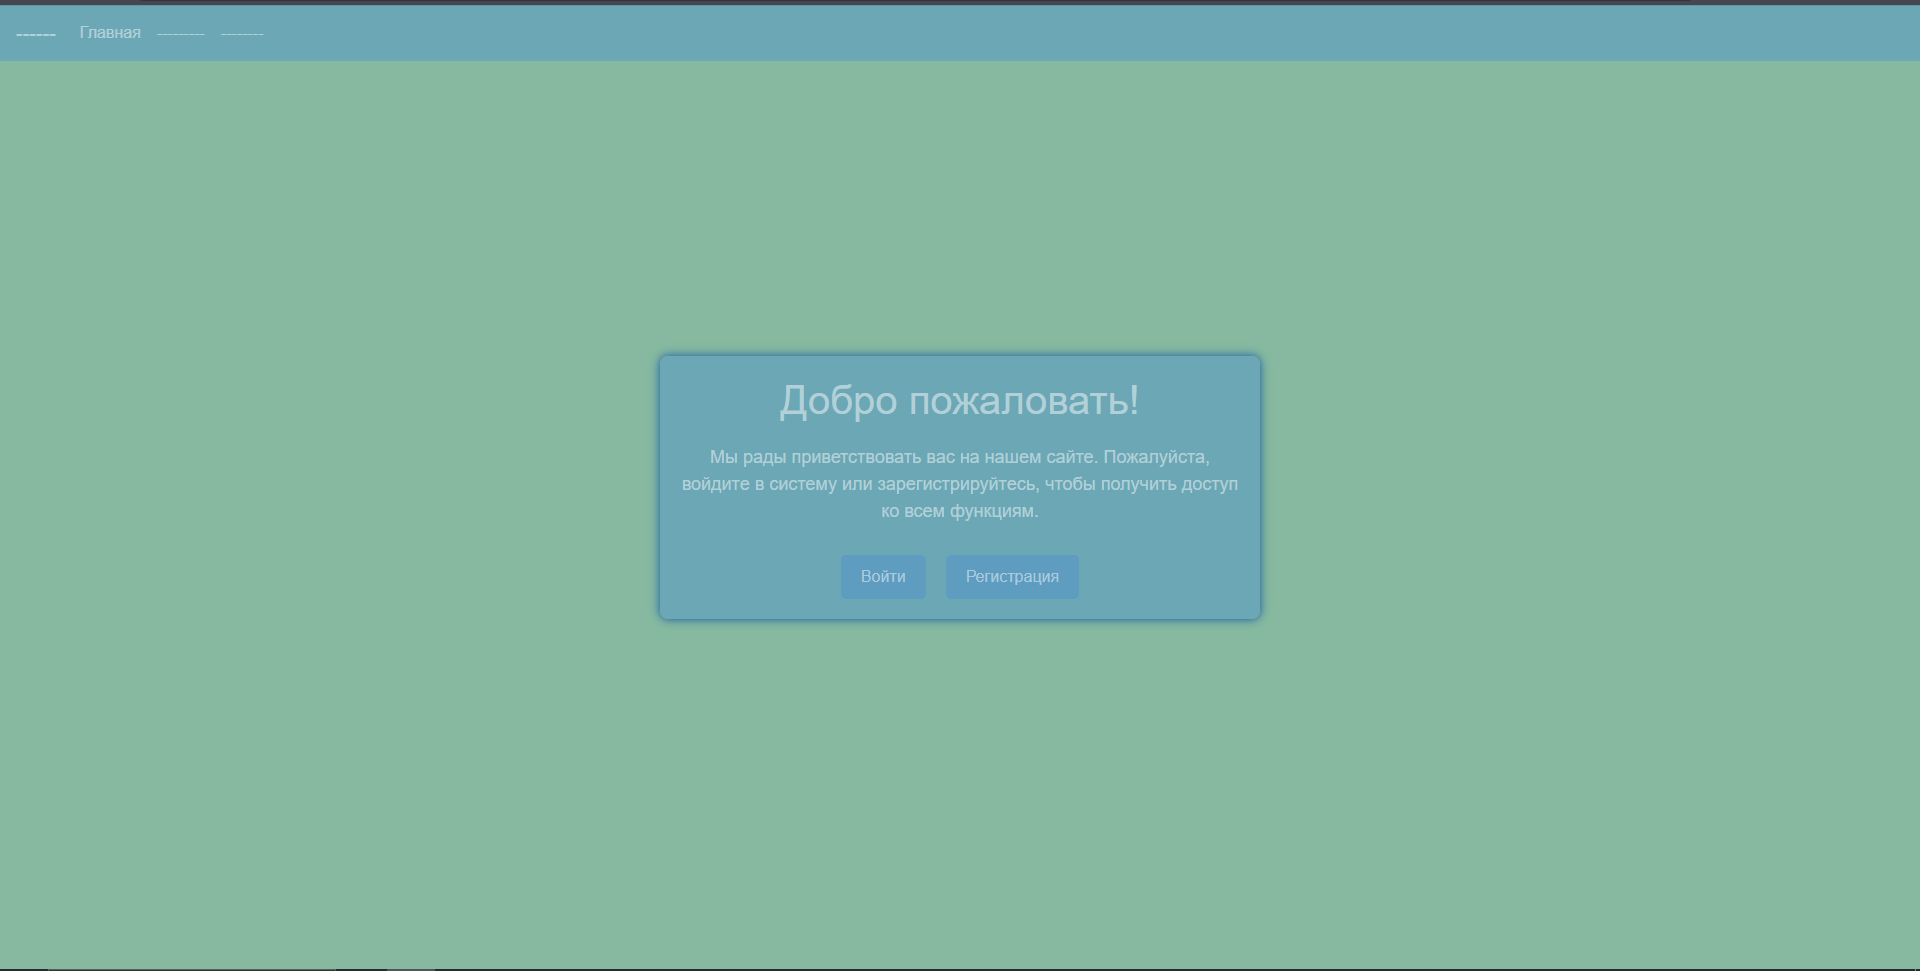 ------ Главная --------- --------
Добро пожаловать!
Мы рады приветствовать вас на нашем сайте. Пожалуйста,
войдите в систему или зарегистрируйтесь, чтобы получить доступ
ко всем функциям.
Войти Регистрация